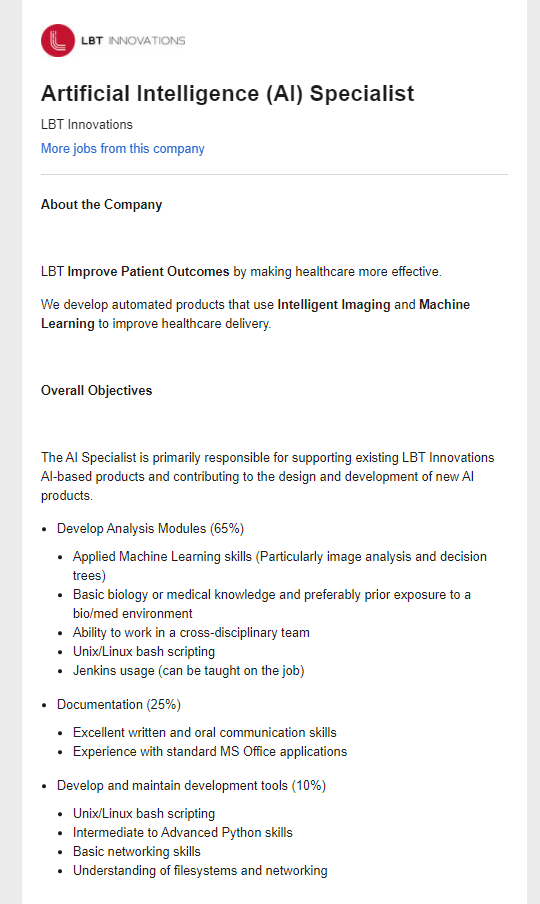 LBT INNOVATIONS
Artificial Intelligence (AI) Specialist
LBT Innovations
More jobs from this company
About the Company
LBT Improve Patient Outcomes by making healthcare more effective.
We develop automated products that use Intelligent Imaging and Machine
Learning to improve healthcare delivery.
Overall Objectives
The AI Specialist is primarily responsible for supporting existing LBT Innovations
AI-based products and contributing to the design and development of new AI
products.
• Develop Analysis Modules (65%)
• Applied Machine Learning skills (Particularly image analysis and decision
trees)
• Basic biology or medical knowledge and preferably prior exposure to a
bio/med environment
• Ability to work in a cross-disciplinary team
• Unix/Linux bash scripting
• Jenkins usage (can be taught on the job)
• Documentation (25%)
• Excellent written and oral communication skills
• Experience with standard MS Office applications
• Develop and maintain development tools (10%)
• Unix/Linux bash scripting
• Intermediate to Advanced Python skills
• Basic networking skills
• Understanding of filesystems and networking